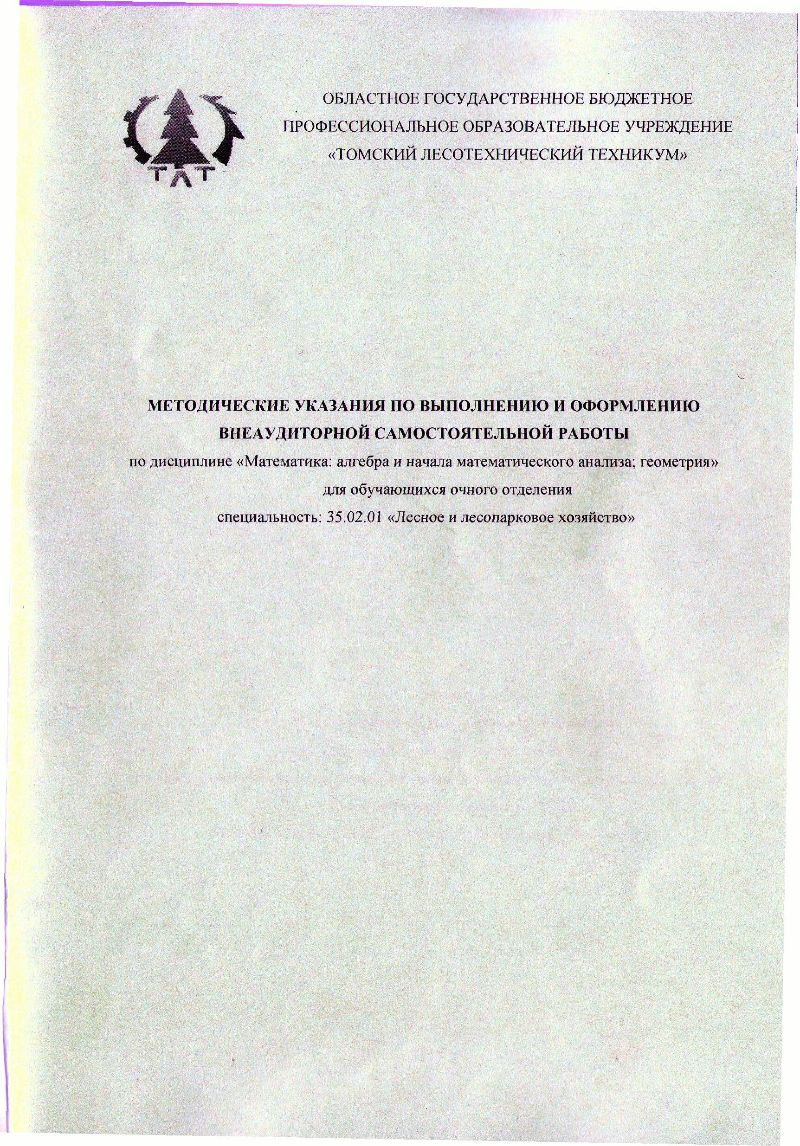 ОБЛАСТНОЕ ГОСУДАРСТВЕННОЕ БЮДЖЕТНОЕ
ПРОФЕССИОНАЛЬНОЕ ОБРАЗОВАТЕЛЬНОЕ УЧРЕЖДЕНИЕ
«ТОМСКИЙ ЛЕСОТЕХНИЧЕСКИЙ ТЕХНИКУМ»
ТЛТ
МЕТОДИЧЕСКИЕ УКАЗАНИЯ ПО ВЫПОЛНЕНИЮ И ОФОРМЛЕНИЮ
ВНЕАУДИТОРНОЙ САМОСТОЯТЕЛЬНОЙ РАБОТЫ
по дисциплине «Математика: алгебра и начала математического анализа; геометрия»
для обучающихся очного отделения
специальность: 35.02.01 «Лесное и лесопарковое хозяйство»